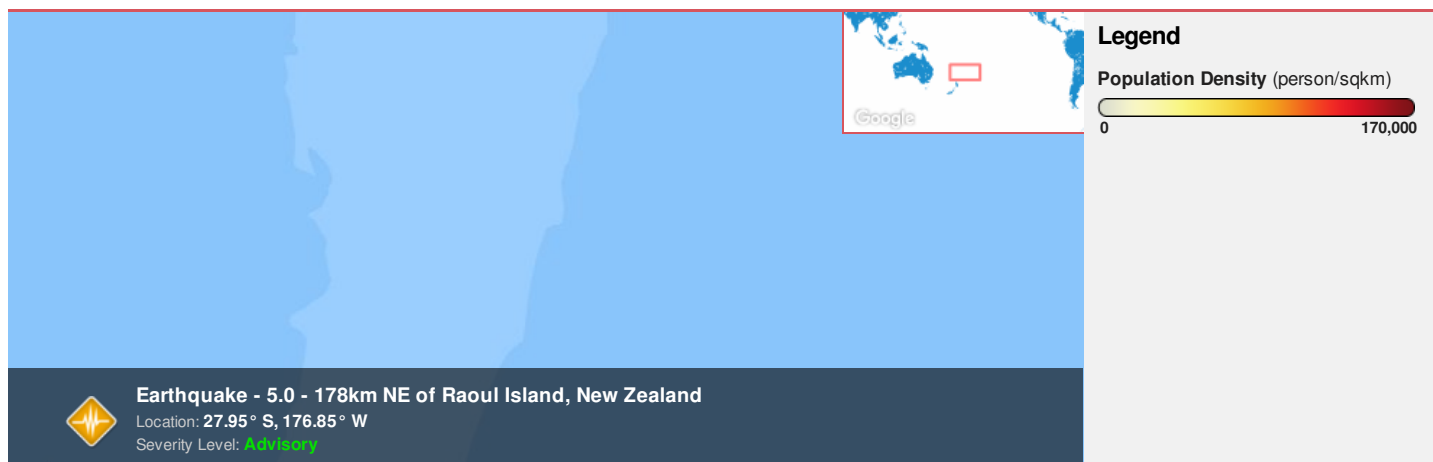 Google
Legend
Population Density (person/sqkm)
0 170,000
Earthquake - 5.0 - 178km NE of Raoul Island, New Zealand
Location: 27.95° S, 176.85° W
Severity Level: Advisory